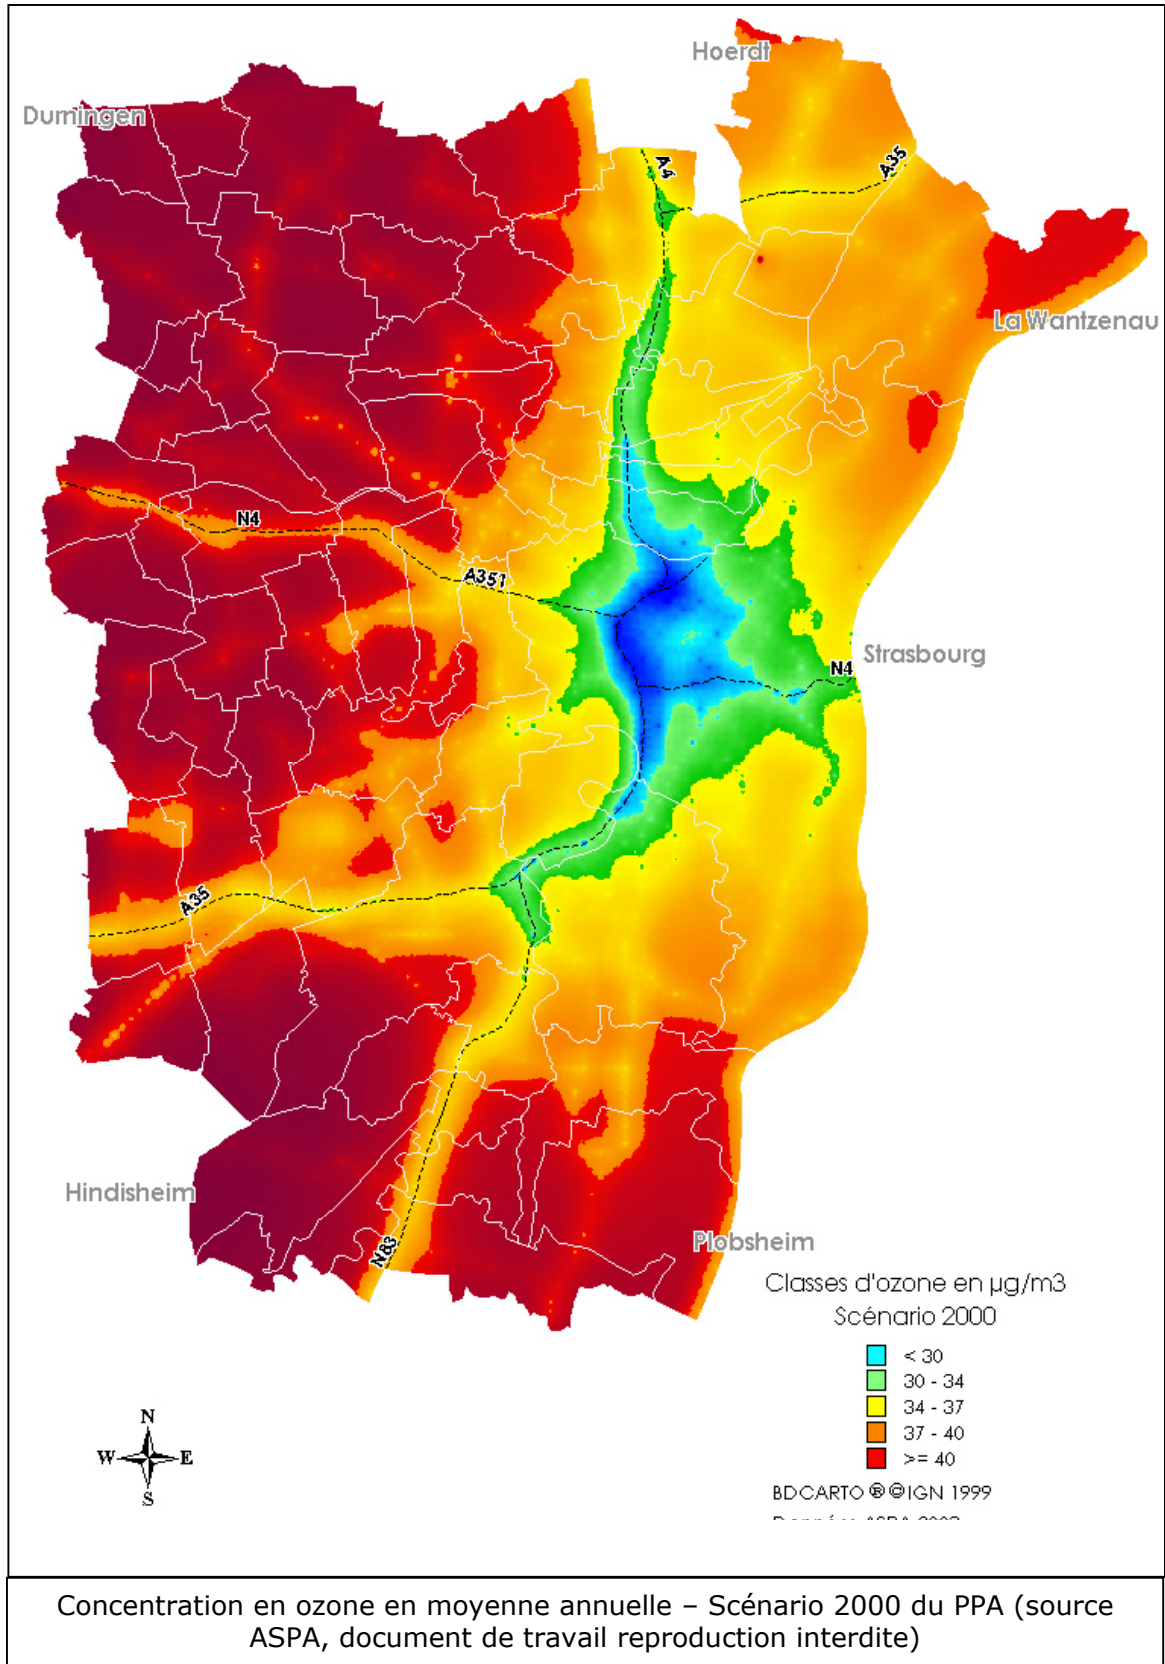 Hoerdt
Durningen
A4
A35
La Wantzenau
N4
A351
Strasbourg
N4
A35
Hindisheim
N83
Plobsheim
Classes d'ozone en µg/m3
Scénario 2000
< 30
30 - 34
34 - 37
37 - 40
>= 40
N
W E
S
BDCARTO ® © IGN 1999
Concentration en ozone en moyenne annuelle – Scénario 2000 du PPA (source
ASPA, document de travail reproduction interdite)